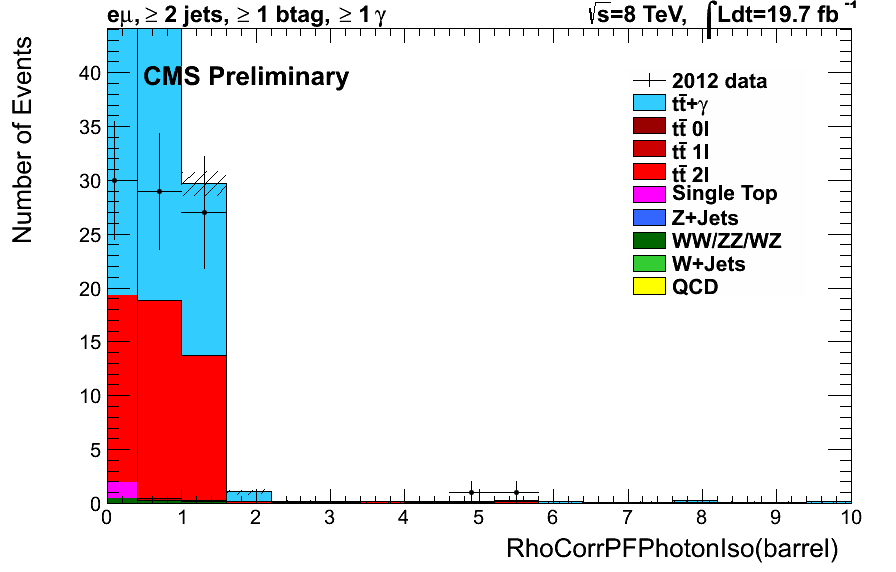 eμ, ≥ 2 jets, ≥ 1 btag, ≥ 1 γ
√s=8 TeV, ∫Ldt=19.7 fb⁻¹
CMS Preliminary
2012 data
tt̄+γ
tt̄ 0l
tt̄ 1l
tt̄ 2l
Single Top
Z+Jets
WW/ZZ/WZ
W+Jets
QCD
Number of Events
40
35
30
25
20
15
10
5
0
0 1 2 3 4 5 6 7 8 9 10
RhoCorrPFPhotonIso(barrel)